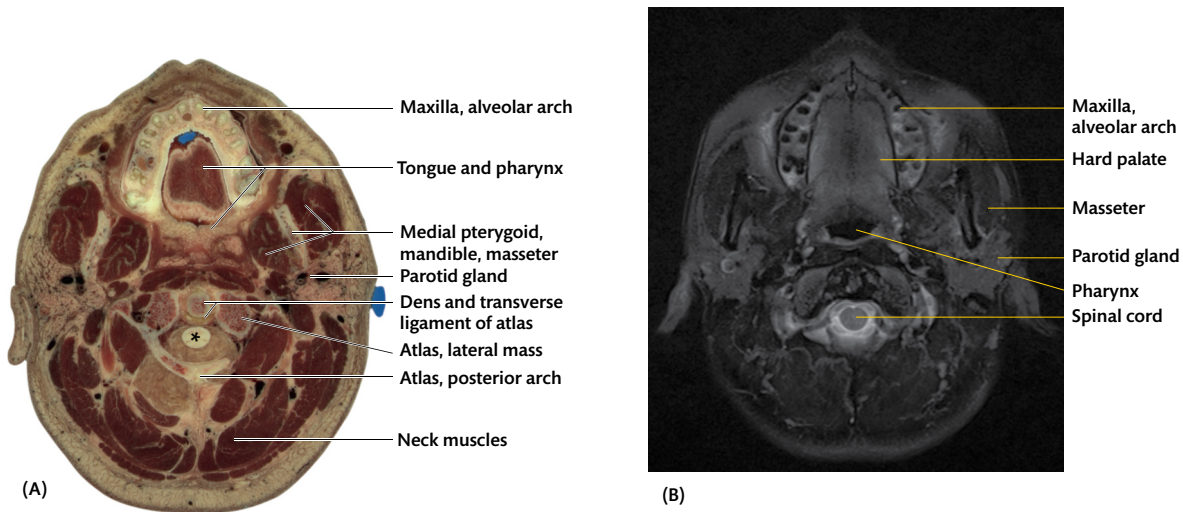 Maxilla, alveolar arch
Tongue and pharynx
Medial pterygoid,
mandible, masseter
Parotid gland
Dens and transverse
ligament of atlas
*
Atlas, lateral mass
Atlas, posterior arch
Neck muscles
(A)
Maxilla,
alveolar arch
Hard palate
Masseter
Parotid gland
Pharynx
Spinal cord
(B)